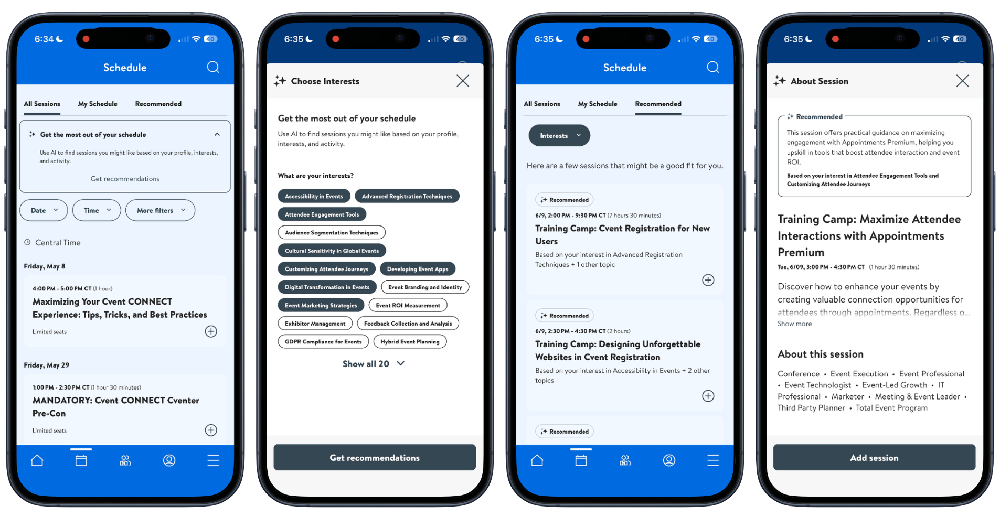 6:34
40
Schedule
All Sessions
My Schedule
Recommended
Get the most out of your schedule
Use AI to find sessions you might like based on your profile, interests,
and activity.
Get recommendations
Date
Time
More filters
Central Time
Friday, May 8
4:00 PM - 5:00 PM CT (1 hour)
Maximizing Your Cvent CONNECT
Experience: Tips, Tricks, and Best Practices
Limited seats
Friday, May 29
1:00 PM - 2:30 PM CT (1 hour 30 minutes)
MANDATORY: Cvent CONNECT Cventer
Pre-Con
Limited seats
6:35
40
Choose Interests
Get the most out of your schedule
Use AI to find sessions you might like based on your profile,
interests, and activity.
What are your interests?
Accessibility in Events
Advanced Registration Techniques
Attendee Engagement Tools
Audience Segmentation Techniques
Cultural Sensitivity in Global Events
Customizing Attendee Journeys
Developing Event Apps
Digital Transformation in Events
Event Branding and Identity
Event Marketing Strategies
Event ROI Measurement
Exhibitor Management
Feedback Collection and Analysis
GDPR Compliance for Events
Hybrid Event Planning
Show all 20
Get recommendations
6:35
40
Schedule
All Sessions
My Schedule
Recommended
Interests
Here are a few sessions that might be a good fit for you.
Recommended
6/9, 2:00 PM - 9:30 PM CT (7 hours 30 minutes)
Training Camp: Cvent Registration for New
Users
Based on your interest in Advanced Registration
Techniques + 1 other topic
Recommended
6/9, 2:30 PM - 4:30 PM CT (2 hours)
Training Camp: Designing Unforgettable
Websites in Cvent Registration
Based on your interest in Accessibility in Events + 2 other
topics
Recommended
6:35
40
About Session
Recommended
This session offers practical guidance on maximizing
engagement with Appointments Premium, helping you
upskill in tools that boost attendee interaction and event
ROI.
Based on your interest in Attendee Engagement Tools and
Customizing Attendee Journeys
Training Camp: Maximize Attendee
Interactions with Appointments
Premium
Tue, 6/09, 3:00 PM - 4:30 PM CT (1 hour 30 minutes)
Discover how to enhance your events by
creating valuable connection opportunities for
attendees through appointments. Regardless o...
Show more
About this session
Conference • Event Execution • Event Professional
• Event Technologist • Event-Led Growth • IT
Professional • Marketer • Meeting & Event Leader •
Third Party Planner • Total Event Program
Add session